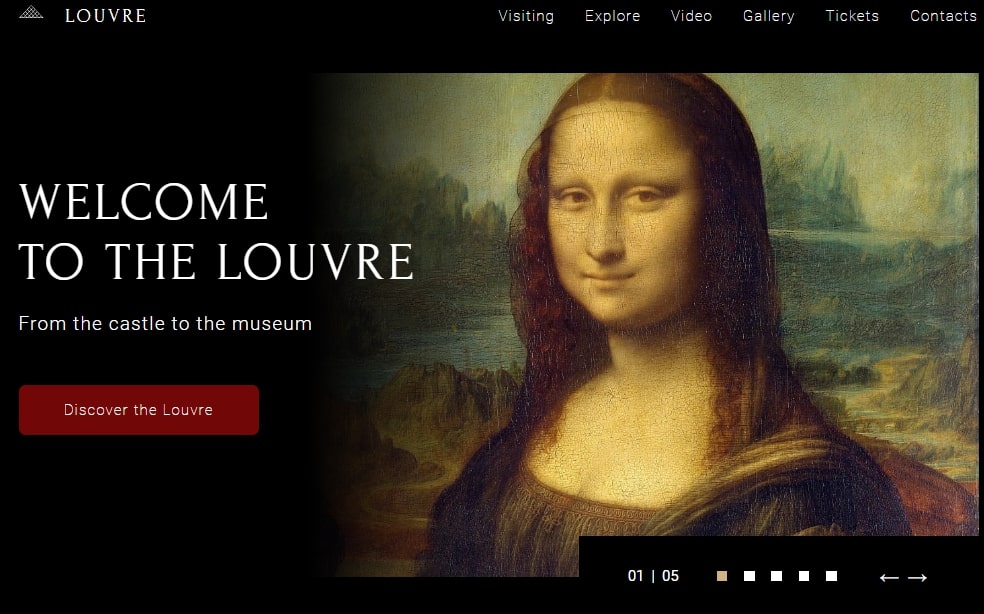 LOUVRE
Visiting Explore Video Gallery Tickets Contacts
WELCOME
TO THE LOUVRE
From the castle to the museum
Discover the Louvre
01 | 05